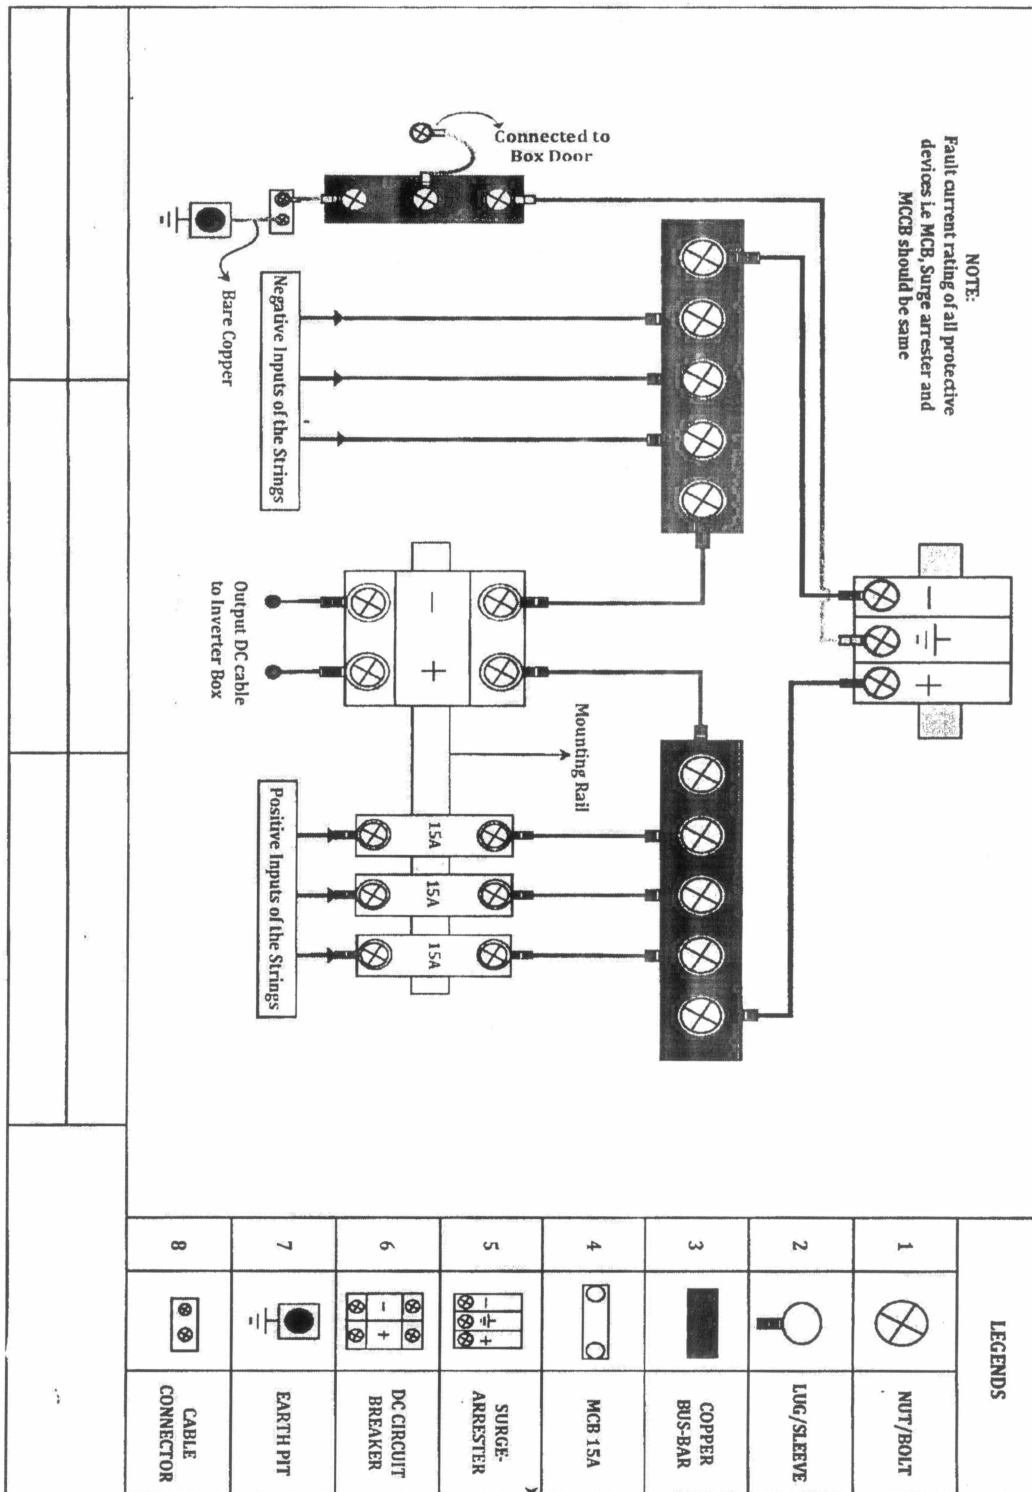 NOTE:
Fault current rating of all protective
devices i.e MCB, Surge arrester and
MCCB should be same
Connected to
Box Door
Bare Copper
Negative Inputs of the Strings
Output DC cable
to Inverter Box
Mounting Rail
Positive Inputs of the Strings
15A
15A
15A
-
+
-
+
LEGENDS
1
NUT/BOLT
2
LUG/SLEEVE
3
COPPER
BUS-BAR
4
MCB 15A
5
- +
SURGE-
ARRESTER
6
- +
DC CIRCUIT
BREAKER
7
EARTH PIT
8
CABLE
CONNECTOR